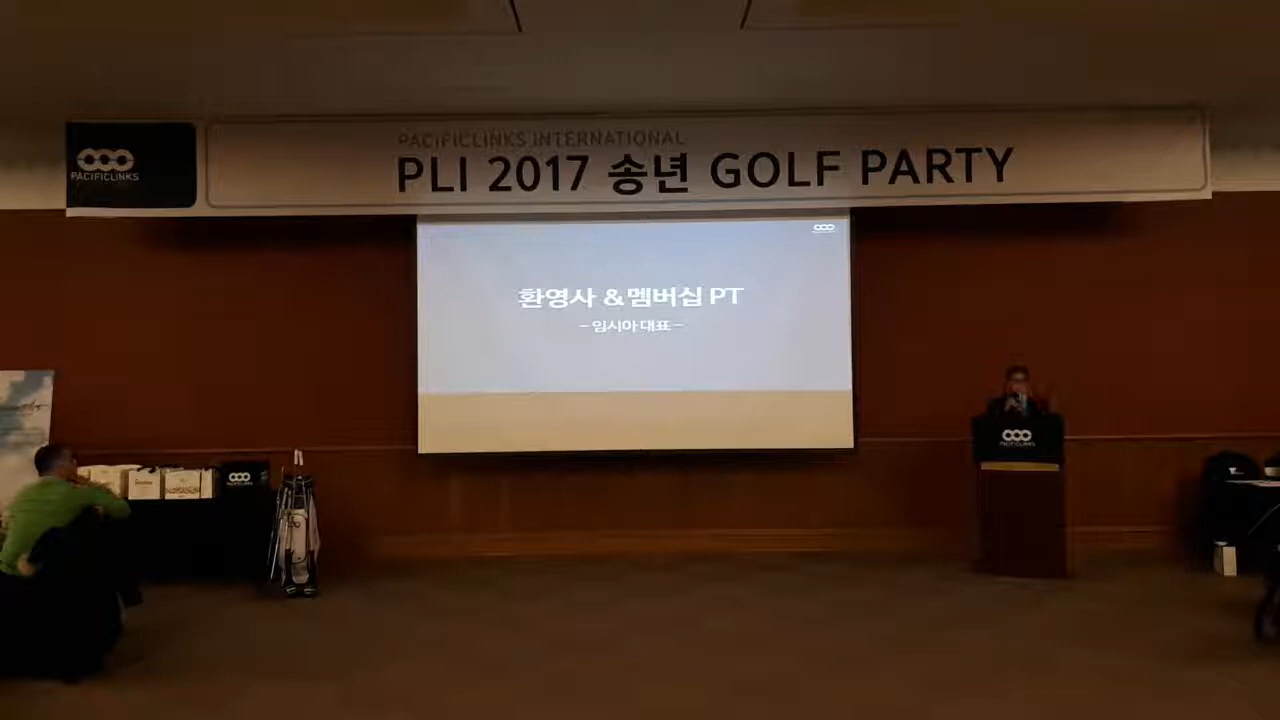 PACIFICLINKS
PACIFICLINKS INTERNATIONAL
PLI 2017 송년 GOLF PARTY
환영사 & 멤버십 PT
- 임시아 대표 -
PACIFICLINKS
PACIFICLINKS